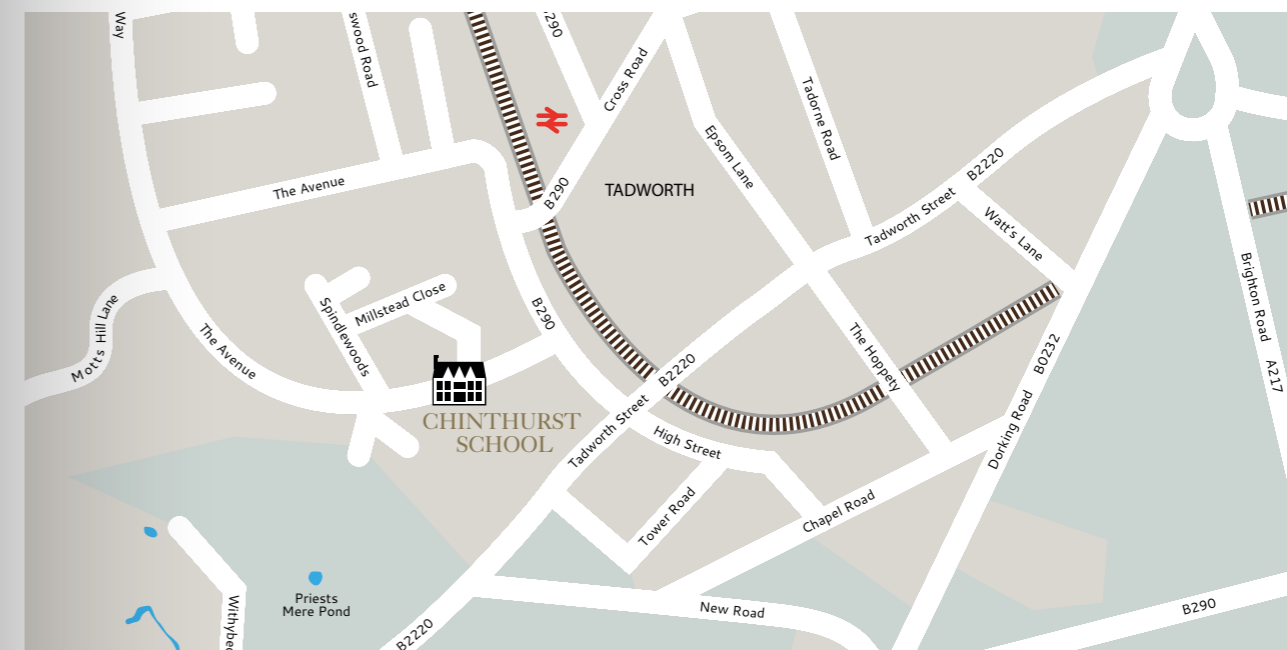 Way
swood Road
B290
Cross Road
Tadorne Road
Epsom Lane
B2220
The Avenue
B290
TADWORTH
Tadworth Street
Watt's Lane
Brighton Road
A217
Motts Hill Lane
Millstead Close
Spindlewoods
B290
The Avenue
The Hoppety
B0232
B2220
CHINTHURST
SCHOOL
Tadworth Street
High Street
Dorking Road
Tower Road
Chapel Road
Priests
Mere Pond
New Road
B290
B2220